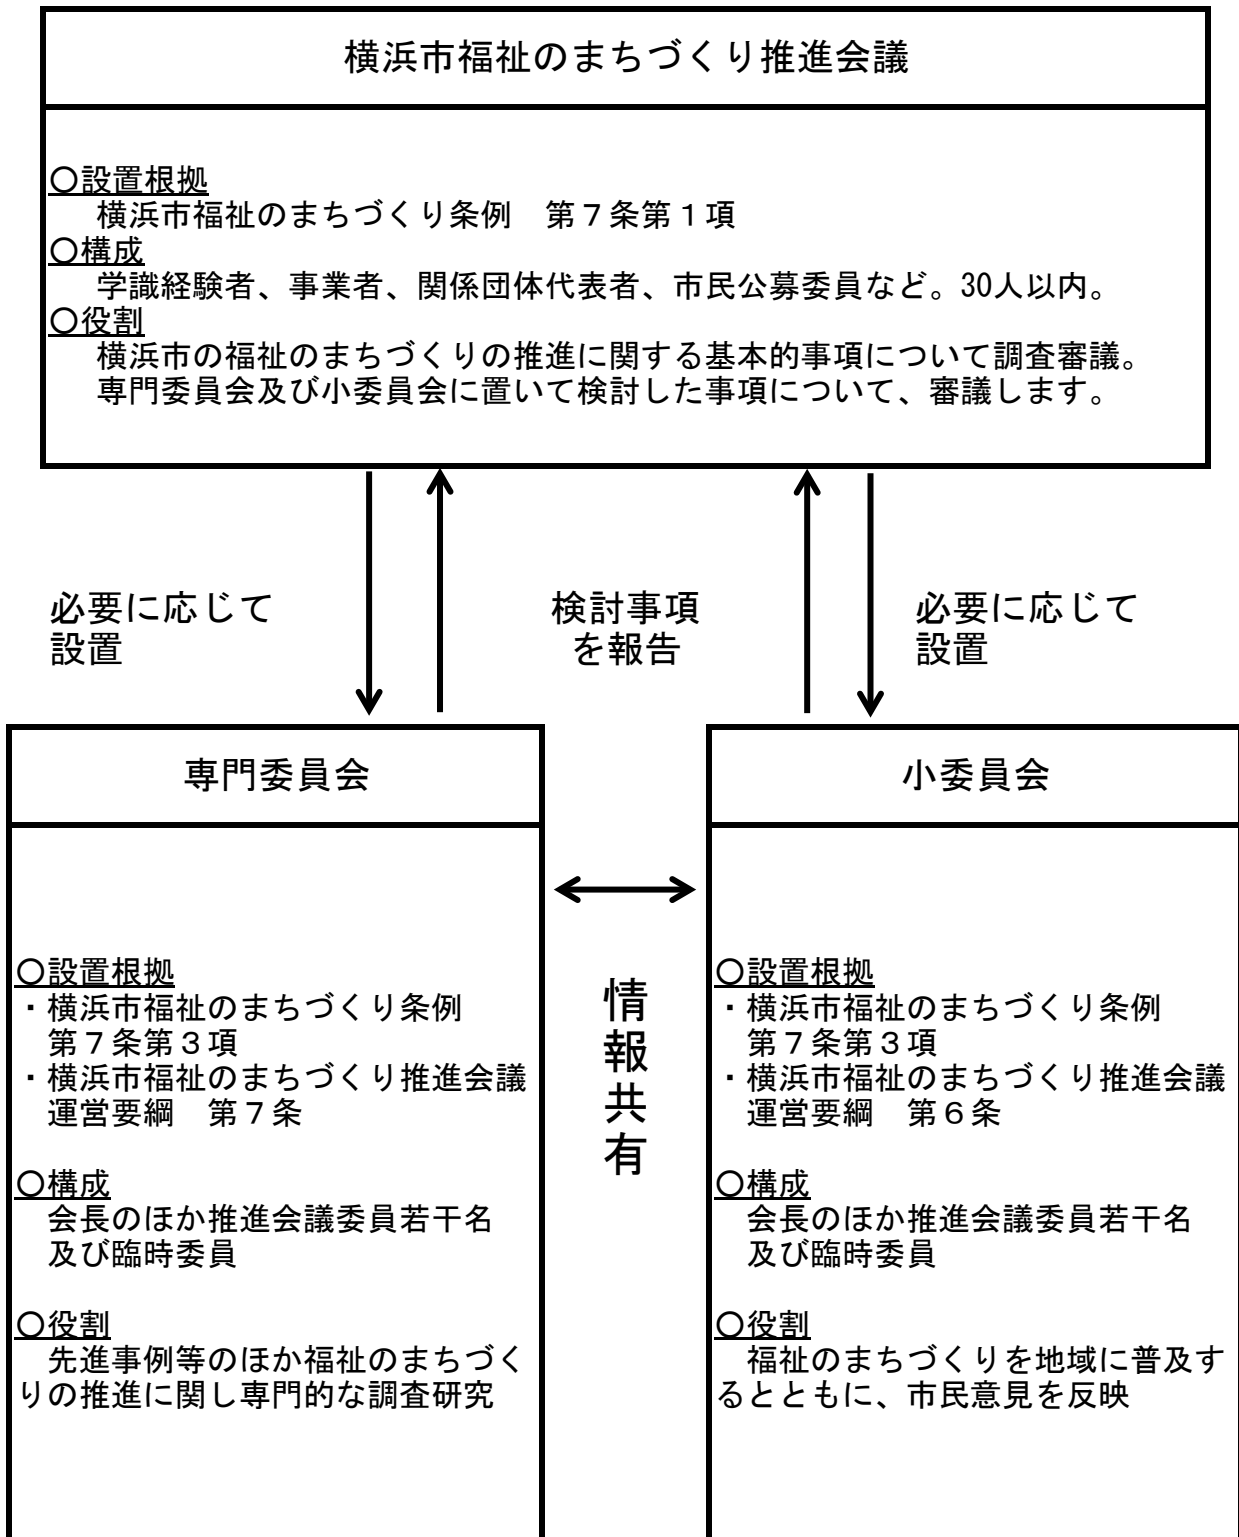 横浜市福祉のまちづくり推進会議
〇設置根拠
横浜市福祉のまちづくり条例　第７条第１項
〇構成
学識経験者、事業者、関係団体代表者、市民公募委員など。30人以内。
〇役割
横浜市の福祉のまちづくりの推進に関する基本的事項について調査審議。
専門委員会及び小委員会に置いて検討した事項について、審議します。
必要に応じて
設置
検討事項
を報告
必要に応じて
設置
専門委員会
〇設置根拠
・横浜市福祉のまちづくり条例
第７条第３項
・横浜市福祉のまちづくり推進会議
運営要綱　第７条
〇構成
会長のほか推進会議委員若干名
及び臨時委員
〇役割
先進事例等のほか福祉のまちづく
りの推進に関し専門的な調査研究
情報共有
小委員会
〇設置根拠
・横浜市福祉のまちづくり条例
第７条第３項
・横浜市福祉のまちづくり推進会議
運営要綱　第６条
〇構成
会長のほか推進会議委員若干名
及び臨時委員
〇役割
福祉のまちづくりを地域に普及す
るとともに、市民意見を反映